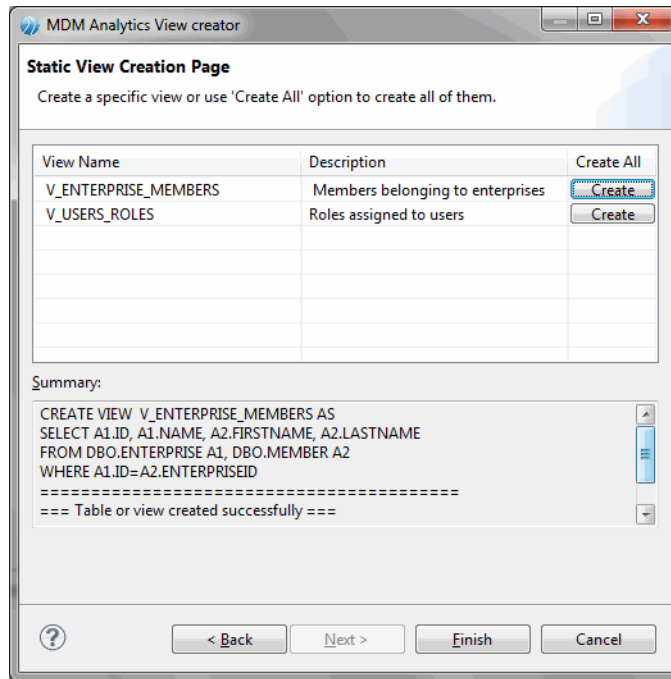 MDM Analytics View creator
Static View Creation Page
Create a specific view or use 'Create All' option to create all of them.
View Name Description Create All
V_ENTERPRISE_MEMBERS Members belonging to enterprises Create
V_USERS_ROLES Roles assigned to users Create
Summary:
CREATE VIEW V_ENTERPRISE_MEMBERS AS
SELECT A1.ID, A1.NAME, A2.FIRSTNAME, A2.LASTNAME
FROM DBO.ENTERPRISE A1, DBO.MEMBER A2
WHERE A1.ID=A2.ENTERPRISEID
=========================================
=== Table or view created successfully ===
? < Back Next > Finish Cancel